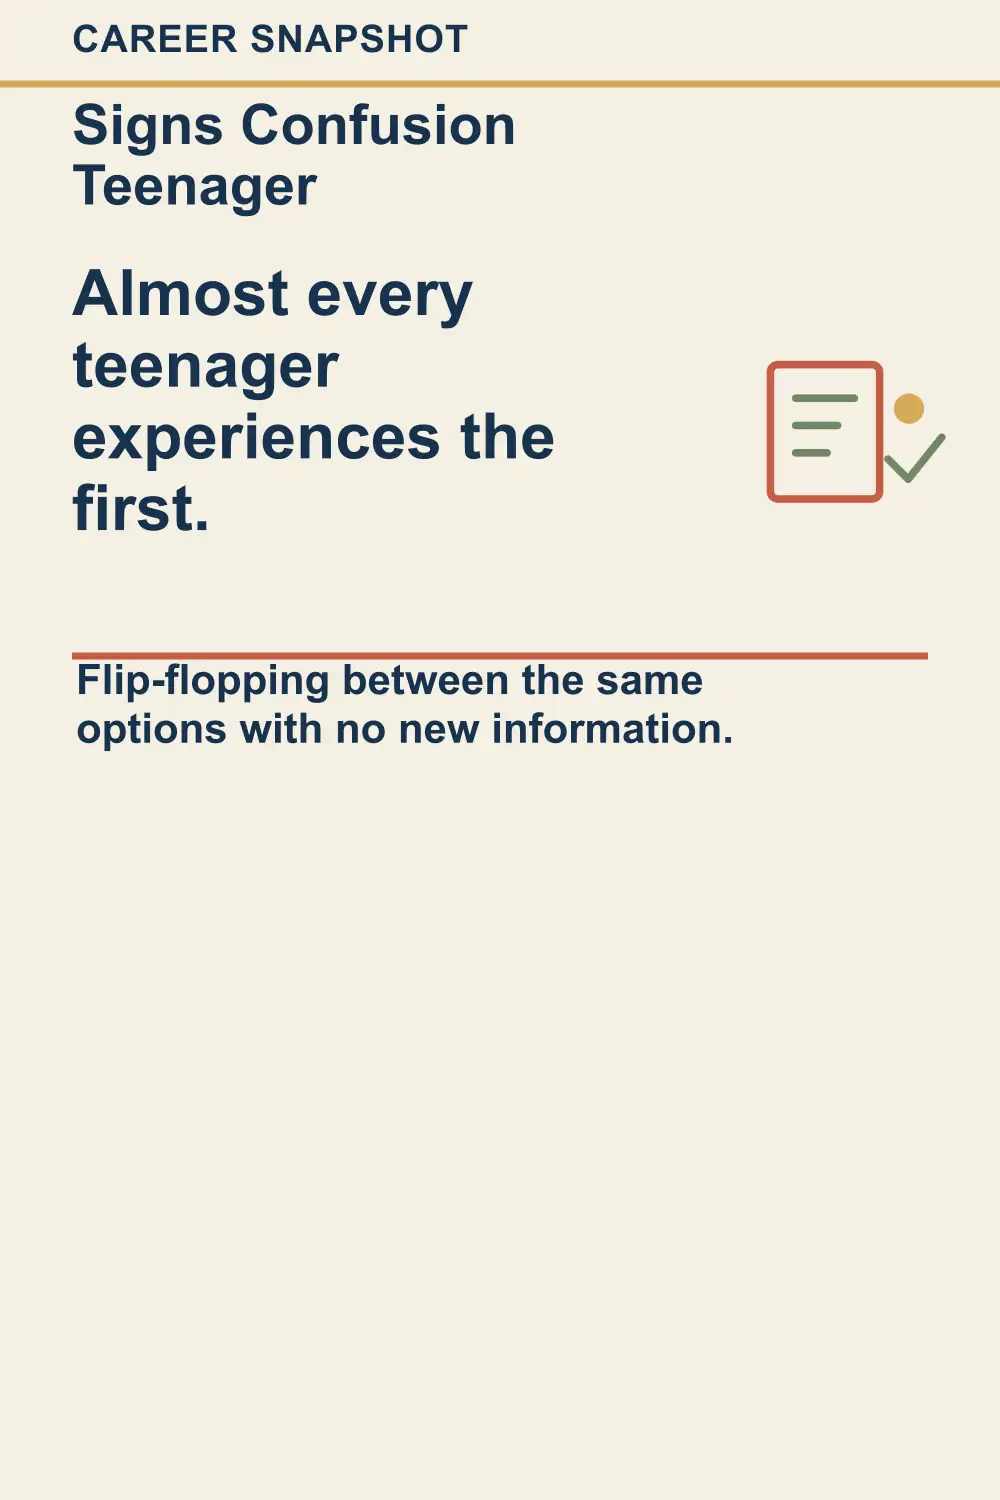 CAREER SNAPSHOT
Signs Confusion
Teenager
Almost every
teenager
experiences the
first.
Flip-flopping between the same
options with no new information.